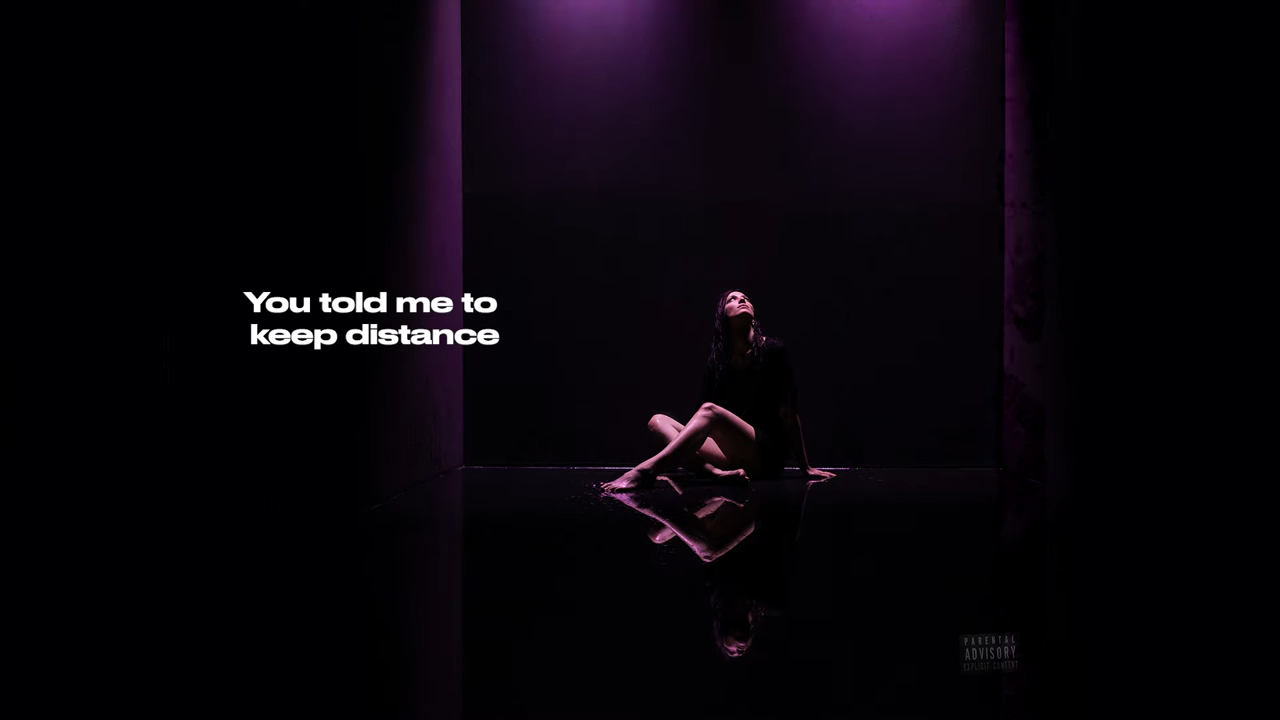 You told me to
keep distance
PARENTAL
ADVISORY
EXPLICIT CONTENT